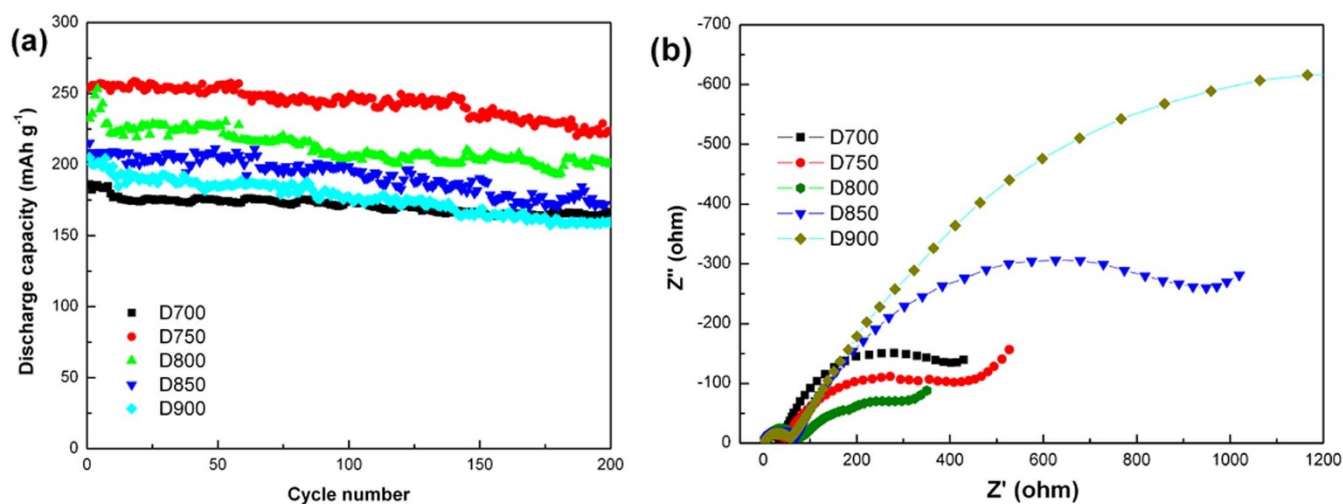 (a)
300
250
200
150
100
50
0
Discharge capacity (mAh g⁻¹)
D700
D750
D800
D850
D900
0 50 100 150 200
Cycle number
(b)
-700
-600
-500
-400
-300
-200
-100
0
Z'' (ohm)
D700
D750
D800
D850
D900
0 200 400 600 800 1000 1200
Z' (ohm)